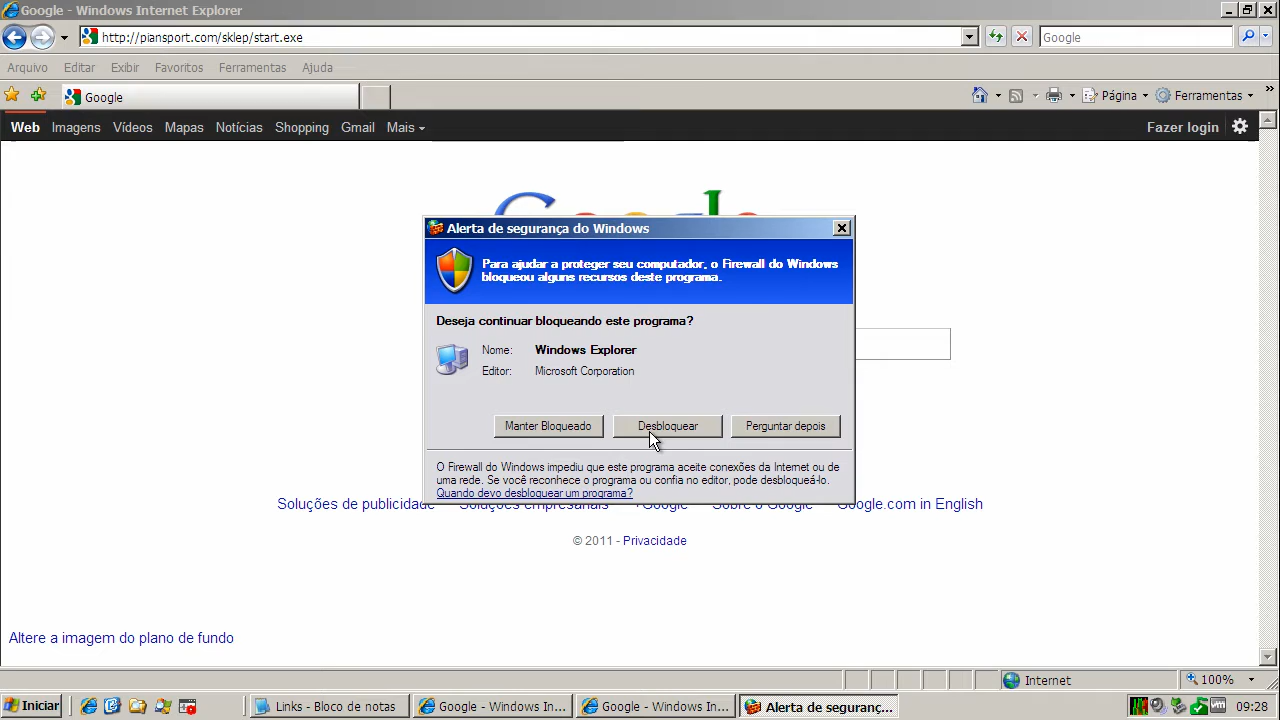 Google - Windows Internet Explorer
http://piansport.com/sklep/start.exe
Google
Arquivo Editar Exibir Favoritos Ferramentas Ajuda
Google
Página Ferramentas
Web Imagens Vídeos Mapas Notícias Shopping Gmail Mais
Fazer login
Alerta de segurança do Windows
Para ajudar a proteger seu computador, o Firewall do Windows
bloqueou alguns recursos deste programa.
Deseja continuar bloqueando este programa?
Nome: Windows Explorer
Editor: Microsoft Corporation
Manter Bloqueado Desbloquear Perguntar depois
O Firewall do Windows impediu que este programa aceite conexões da Internet ou de
uma rede. Se você reconhece o programa ou confia no editor, pode desbloqueá-lo.
Quando devo desbloquear um programa?
Soluções de publicidade Soluções empresariais +Google Sobre o Google Google.com in English
© 2011 - Privacidade
Altere a imagem do plano de fundo
Internet 100%
Iniciar Links - Bloco de notas Google - Windows In... Google - Windows In... Alerta de seguranç... 09:28